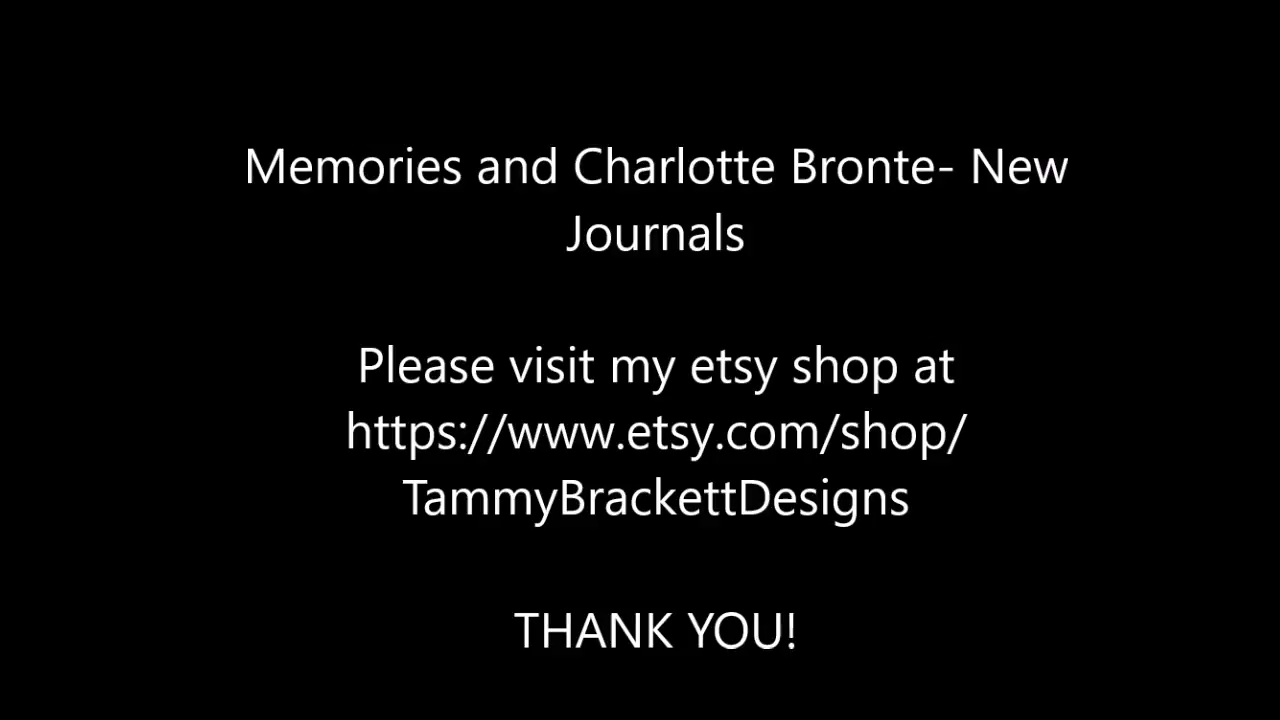 Memories and Charlotte Bronte- New
Journals
Please visit my etsy shop at
https://www.etsy.com/shop/
TammyBrackettDesigns
THANK YOU!